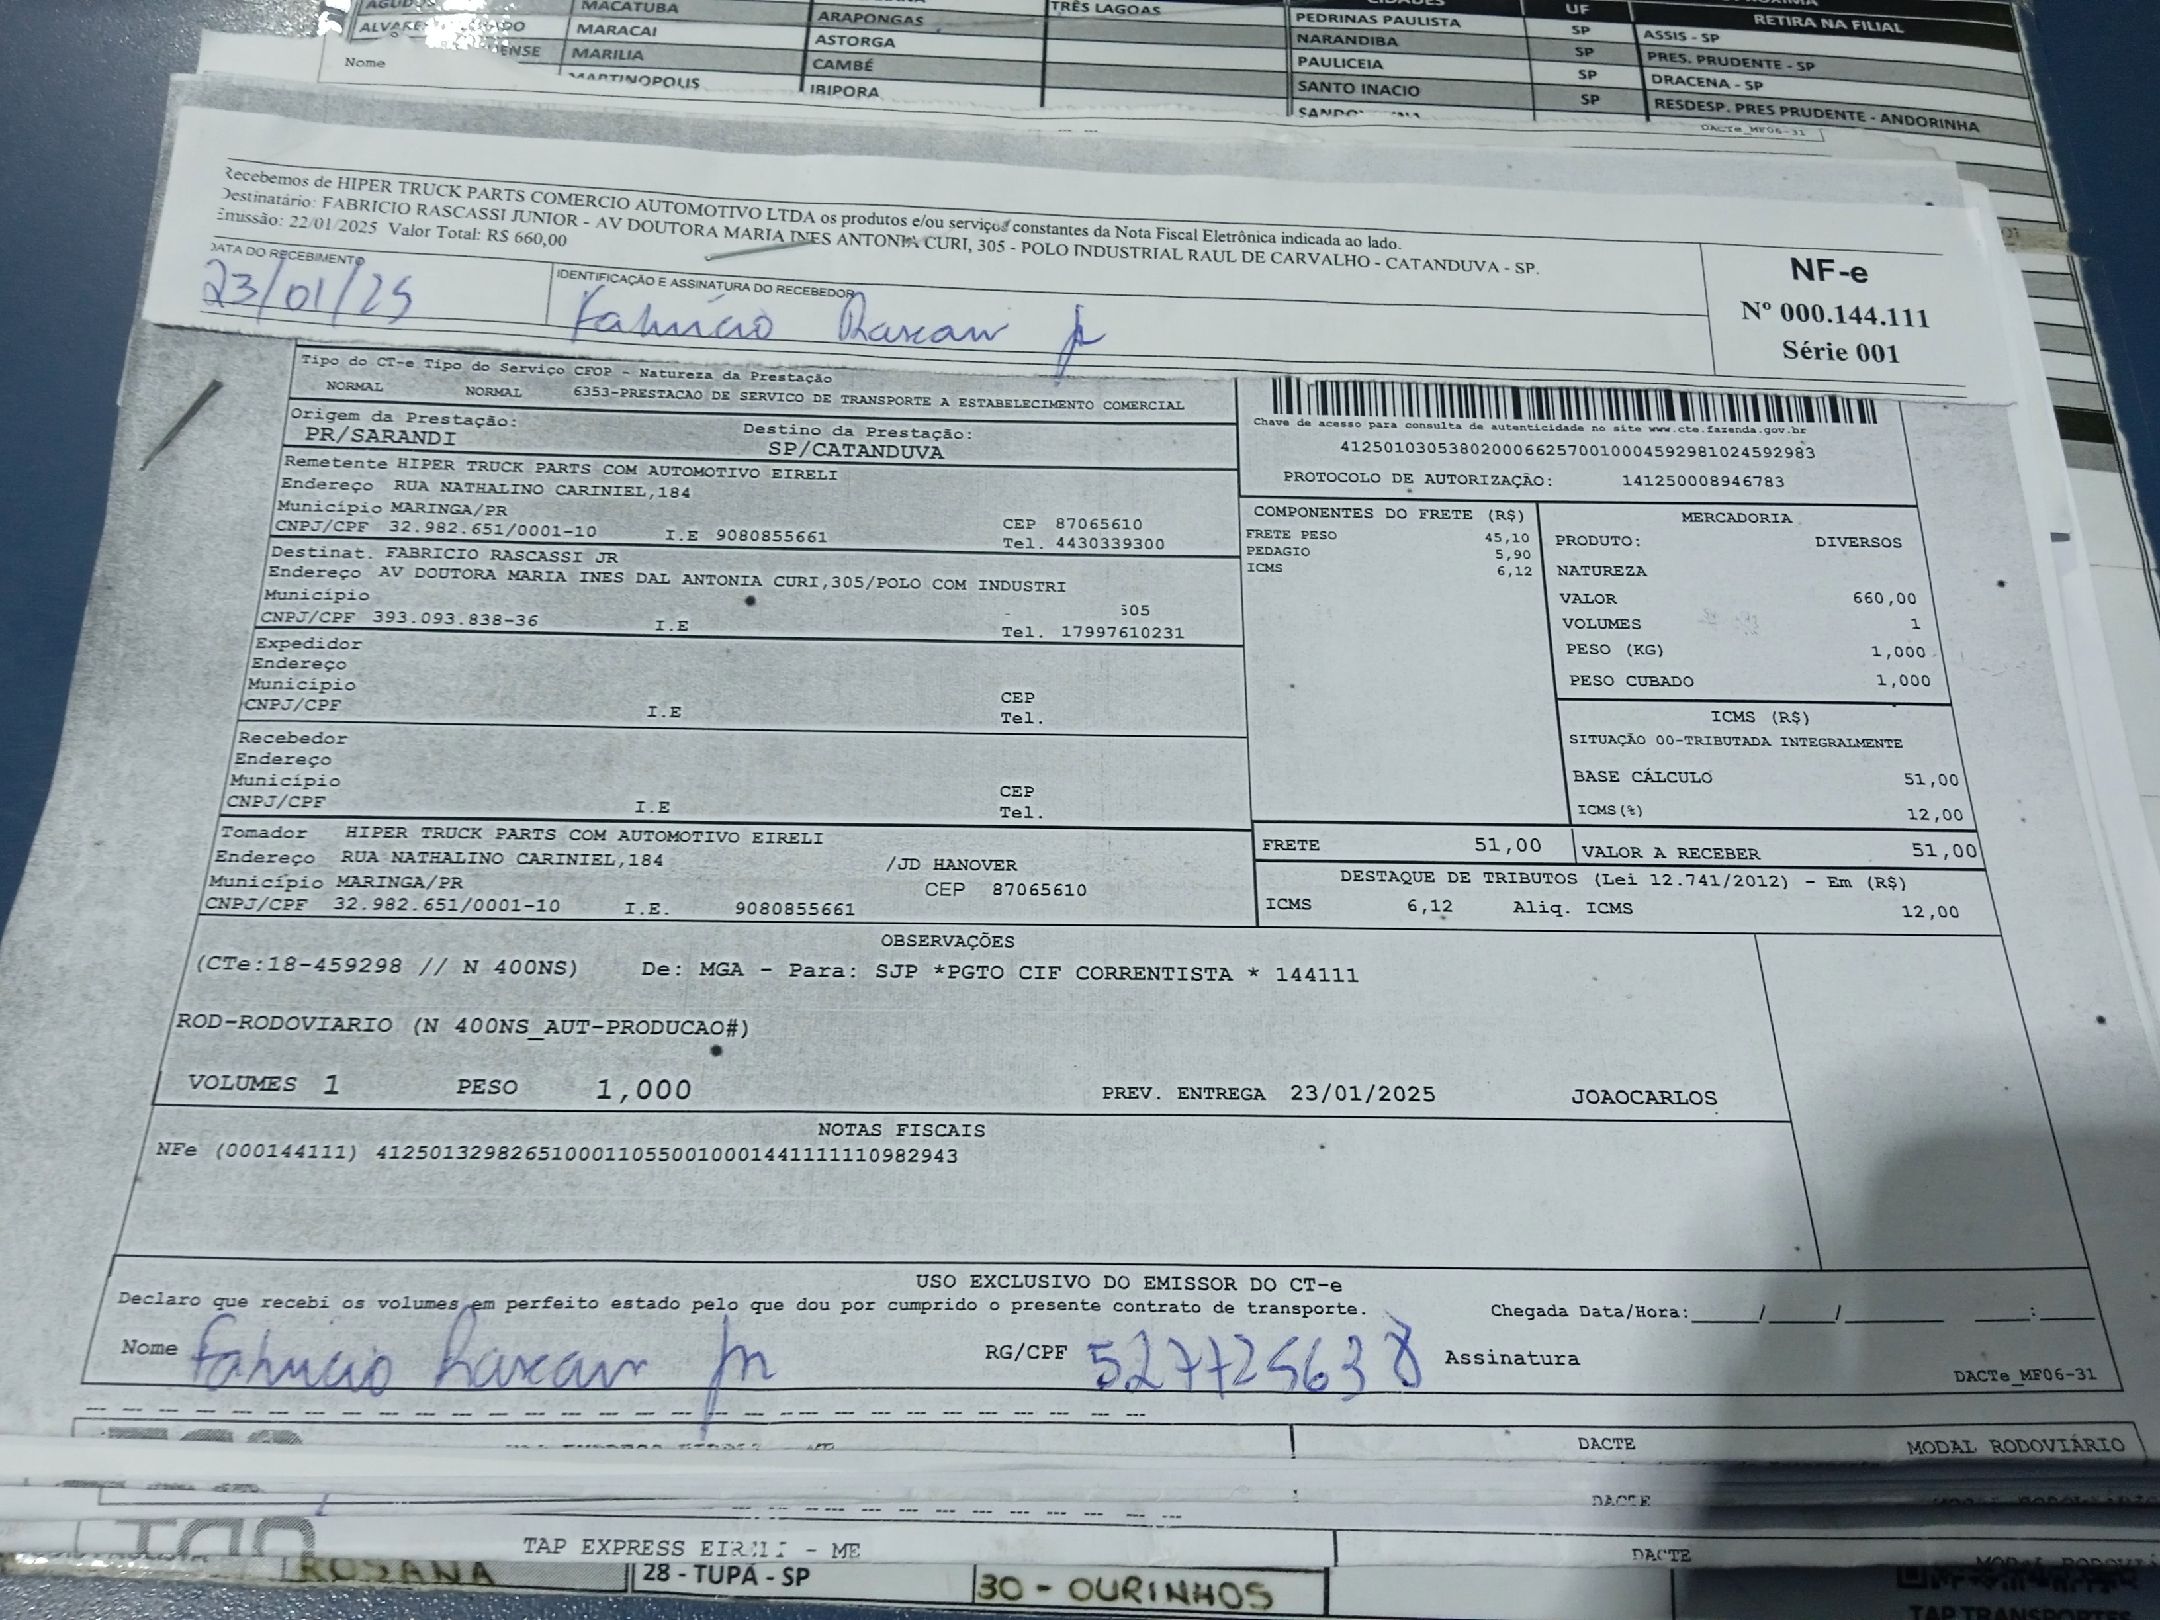 MACATUBA
ARAPONGAS
TRÊS LAGOAS
PEDRINAS PAULISTA
UF
RETIRA NA FILIAL
MARACAI
ASTORGA
NARANDIBA
SP
ASSIS - SP
MARILIA
CAMBÉ
PAULICEIA
SP
PRES. PRUDENTE - SP
Nome
MARTINOPOLIS
IBIPORA
SANTO INACIO
SP
DRACENA - SP
SP
RESDESP. PRES PRUDENTE - ANDORINHA
DACTe_MF06-31
Recebemos de HIPER TRUCK PARTS COMERCIO AUTOMOTIVO LTDA os produtos e/ou serviços constantes da Nota Fiscal Eletrônica indicada ao lado.
Destinatário: FABRICIO RASCASSI JUNIOR - AV DOUTORA MARIA INES ANTONIA CURI, 305 - POLO INDUSTRIAL RAUL DE CARVALHO - CATANDUVA - SP.
Emissão: 22/01/2025 Valor Total: R$ 660,00
DATA DO RECEBIMENTO
IDENTIFICAÇÃO E ASSINATURA DO RECEBEDOR
23/01/25
Fabricio Rascassi Jr
NF-e
Nº 000.144.111
Série 001
Tipo do CT-e Tipo do Serviço CFOP - Natureza da Prestação
NORMAL NORMAL 6353-PRESTACAO DE SERVICO DE TRANSPORTE A ESTABELECIMENTO COMERCIAL
Origem da Prestação: Destino da Prestação:
PR/SARANDI SP/CATANDUVA
Chave de acesso para consulta de autenticidade no site www.cte.fazenda.gov.br
41250103053802000662570010004592981024592983
PROTOCOLO DE AUTORIZAÇÃO: 141250008946783
Remetente HIPER TRUCK PARTS COM AUTOMOTIVO EIRELI
Endereço RUA NATHALINO CARINIEL,184
Município MARINGA/PR CEP 87065610
CNPJ/CPF 32.982.651/0001-10 I.E 9080855661 Tel. 4430339300
Destinat. FABRICIO RASCASSI JR
Endereço AV DOUTORA MARIA INES DAL ANTONIA CURI,305/POLO COM INDUSTRI
Município - 505
CNPJ/CPF 393.093.838-36 I.E Tel. 17997610231
Expedidor
Endereço
Município CEP
CNPJ/CPF I.E Tel.
Recebedor
Endereço
Município CEP
CNPJ/CPF I.E Tel.
Tomador HIPER TRUCK PARTS COM AUTOMOTIVO EIRELI
Endereço RUA NATHALINO CARINIEL,184 /JD HANOVER
Município MARINGA/PR CEP 87065610
CNPJ/CPF 32.982.651/0001-10 I.E. 9080855661
COMPONENTES DO FRETE (R$)
FRETE PESO 45,10
PEDAGIO 5,90
ICMS 6,12
MERCADORIA
PRODUTO: DIVERSOS
NATUREZA
VALOR 660,00
VOLUMES 1
PESO (KG) 1,000
PESO CUBADO 1,000
ICMS (R$)
SITUAÇÃO 00-TRIBUTADA INTEGRALMENTE
BASE CÁLCULO 51,00
ICMS(%) 12,00
FRETE 51,00 VALOR A RECEBER 51,00
DESTAQUE DE TRIBUTOS (Lei 12.741/2012) - Em (R$)
ICMS 6,12 Aliq. ICMS 12,00
OBSERVAÇÕES
(CTe:18-459298 // N 400NS) De: MGA - Para: SJP *PGTO CIF CORRENTISTA * 144111
ROD-RODOVIARIO (N 400NS_AUT-PRODUCAO#)
VOLUMES 1 PESO 1,000 PREV. ENTREGA 23/01/2025 JOAOCARLOS
NOTAS FISCAIS
NFe (000144111) 41250132982651000110550010001441111110982943
USO EXCLUSIVO DO EMISSOR DO CT-e
Declaro que recebi os volumes em perfeito estado pelo que dou por cumprido o presente contrato de transporte. Chegada Data/Hora:____/____/____ ___:___
Nome Fabricio Rascassi Jr RG/CPF 527725638 Assinatura
DACTe_MF06-31
DACTE MODAL RODOVIÁRIO
DACTE
TAP EXPRESS EIRELI - ME DACTE
ROSANA 28 - TUPÃ - SP 30 - OURINHOS